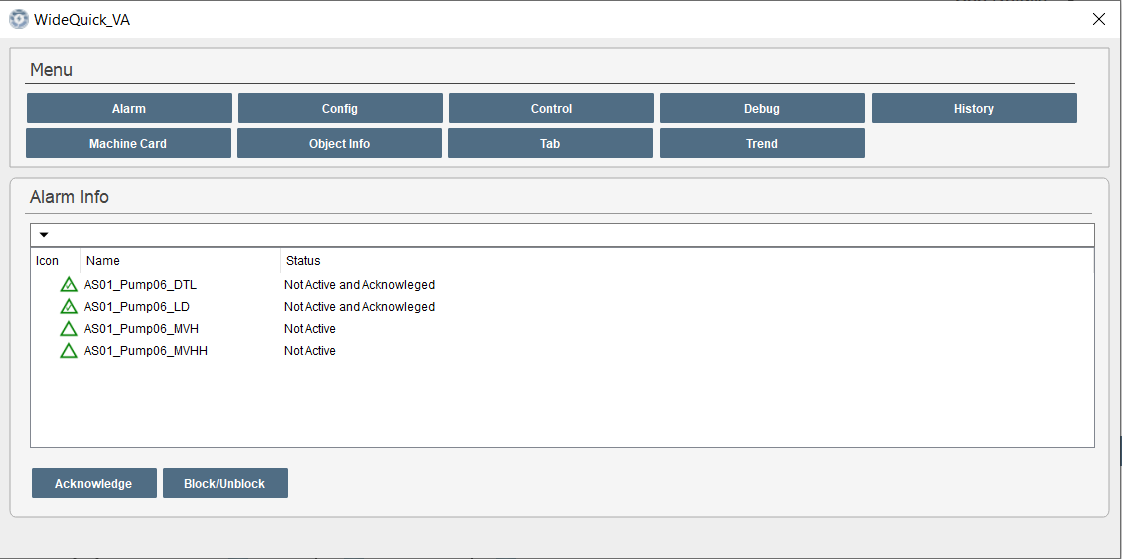 WideQuick_VA
Menu
Alarm Config Control Debug History
Machine Card Object Info Tab Trend
Alarm Info
Icon Name Status
AS01_Pump06_DTL Not Active and Acknowleged
AS01_Pump06_LD Not Active and Acknowleged
AS01_Pump06_MVH Not Active
AS01_Pump06_MVHH Not Active
Acknowledge Block/Unblock